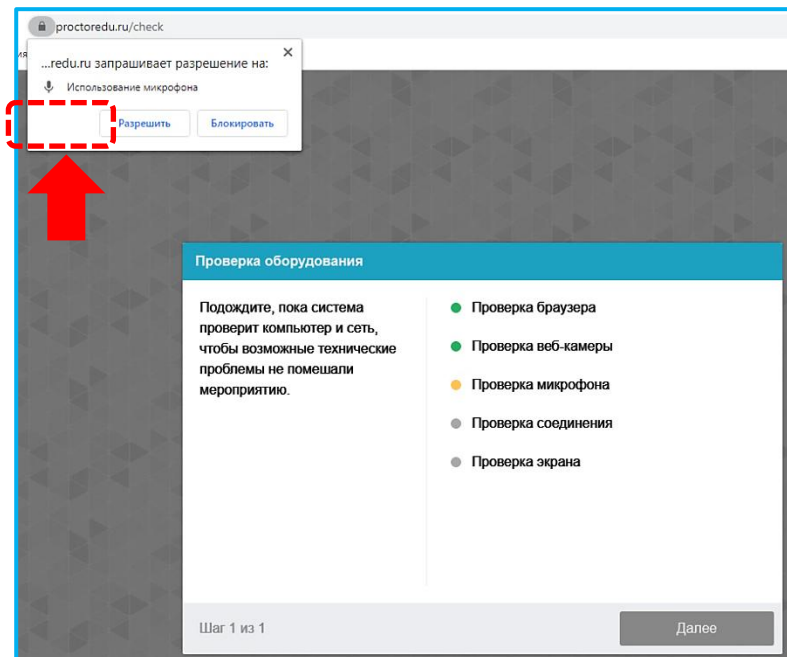 proctoredu.ru/check
ия
...redu.ru запрашивает разрешение на:
Использование микрофона
Разрешить
Блокировать
Проверка оборудования
Подождите, пока система
проверит компьютер и сеть,
чтобы возможные технические
проблемы не помешали
мероприятию.
Проверка браузера
Проверка веб-камеры
Проверка микрофона
Проверка соединения
Проверка экрана
Шаг 1 из 1
Далее